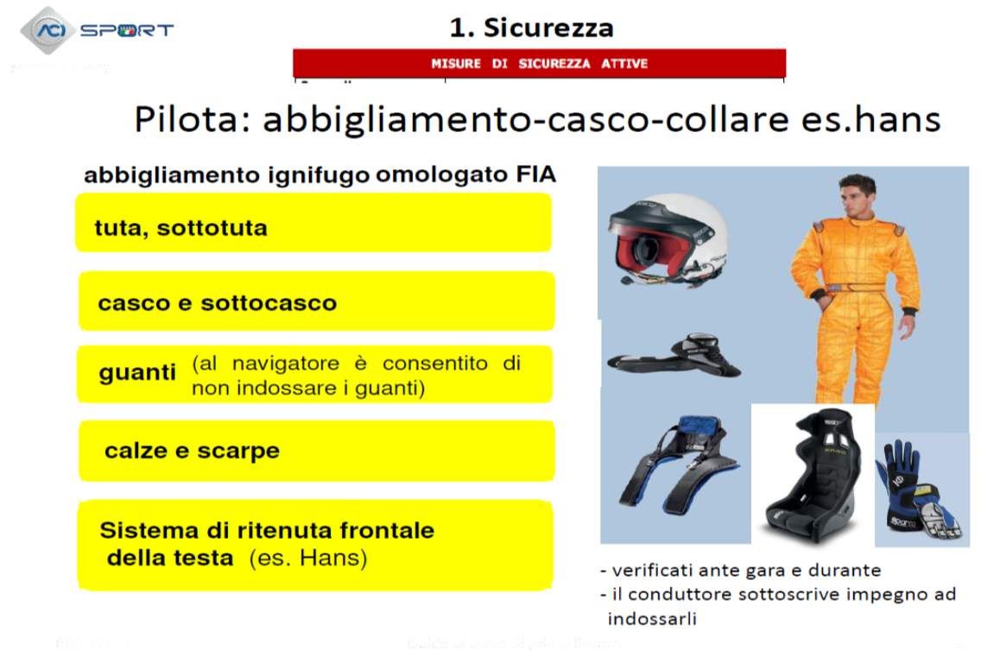 ACI SPORT
1. Sicurezza
MISURE DI SICUREZZA ATTIVE
Pilota: abbigliamento-casco-collare es.hans
abbigliamento ignifugo omologato FIA
tuta, sottotuta
casco e sottocasco
guanti (al navigatore è consentito di
non indossare i guanti)
calze e scarpe
Sistema di ritenuta frontale
della testa (es. Hans)
sparco
- verificati ante gara e durante
- il conduttore sottoscrive impegno ad
indossarli